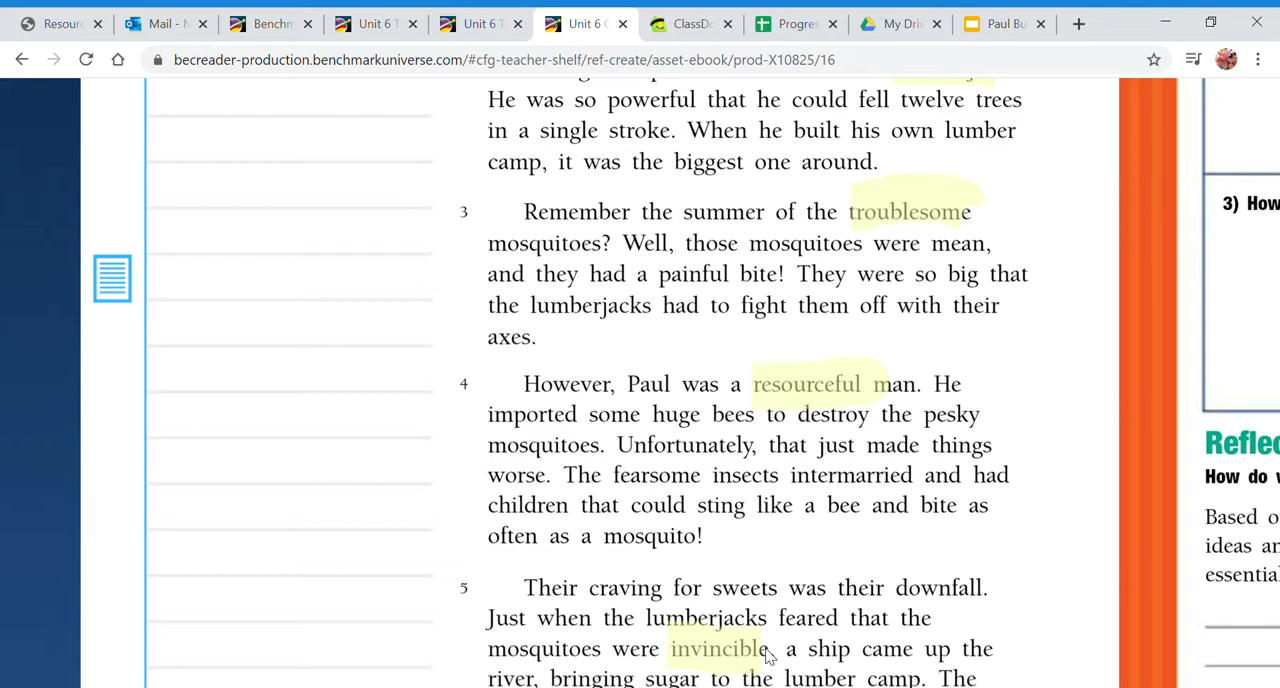 Resourc
Mail - N
Benchm
Unit 6 T
Unit 6 T
Unit 6 C
ClassDo
Progres
My Driv
Paul Bu
becreader-production.benchmarkuniverse.com/#cfg-teacher-shelf/ref-create/asset-ebook/prod-X10825/16
He was so powerful that he could fell twelve trees
in a single stroke. When he built his own lumber
camp, it was the biggest one around.
3 Remember the summer of the troublesome
mosquitoes? Well, those mosquitoes were mean,
and they had a painful bite! They were so big that
the lumberjacks had to fight them off with their
axes.
4 However, Paul was a resourceful man. He
imported some huge bees to destroy the pesky
mosquitoes. Unfortunately, that just made things
worse. The fearsome insects intermarried and had
children that could sting like a bee and bite as
often as a mosquito!
5 Their craving for sweets was their downfall.
Just when the lumberjacks feared that the
mosquitoes were invincible, a ship came up the
river, bringing sugar to the lumber camp. The
3) How
Reflec
How do w
Based o
ideas an
essentia